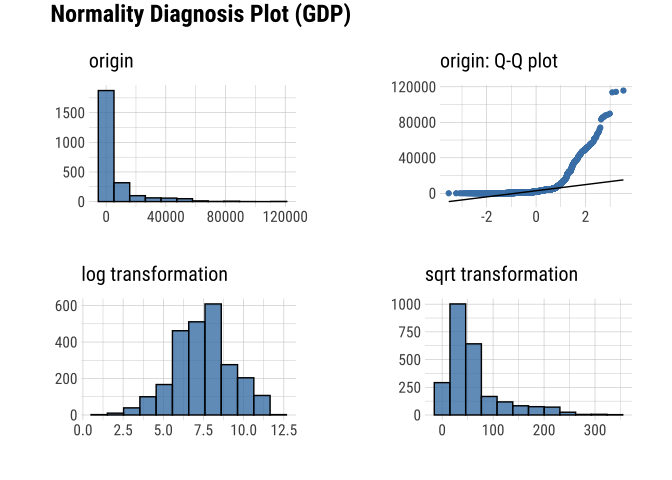 Normality Diagnosis Plot (GDP)
origin
1500
1000
500
0
0 40000 80000 120000
origin: Q-Q plot
120000
80000
40000
0
-2 0 2
log transformation
600
400
200
0
0.0 2.5 5.0 7.5 10.0 12.5
sqrt transformation
1000
750
500
250
0
0 100 200 300